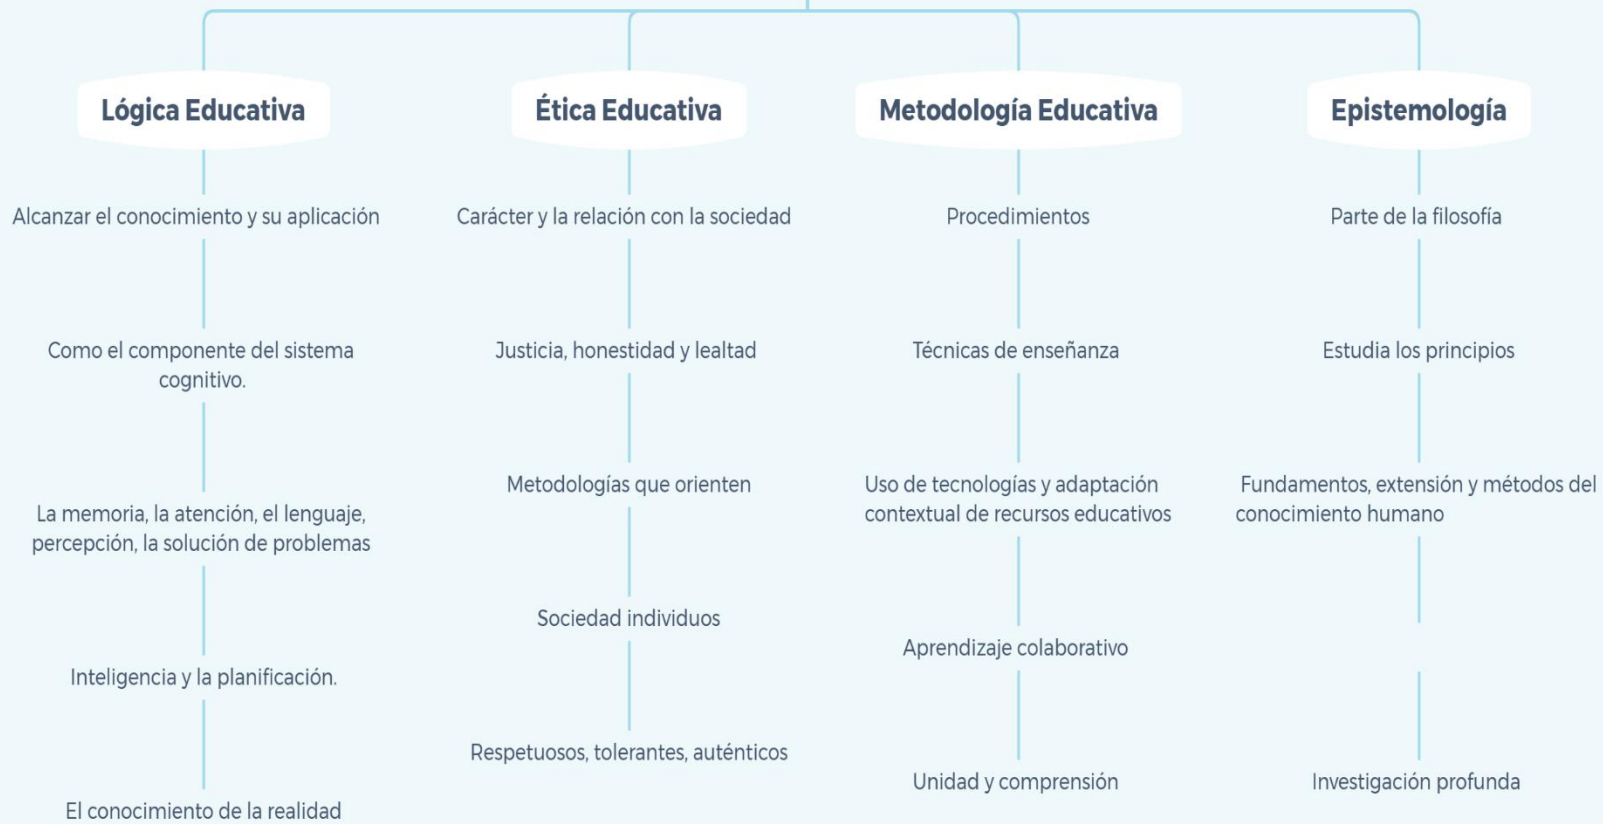 Lógica Educativa
Alcanzar el conocimiento y su aplicación
Como el componente del sistema
cognitivo.
La memoria, la atención, el lenguaje,
percepción, la solución de problemas
Inteligencia y la planificación.
El conocimiento de la realidad
Ética Educativa
Carácter y la relación con la sociedad
Justicia, honestidad y lealtad
Metodologías que orienten
Sociedad individuos
Respetuosos, tolerantes, auténticos
Metodología Educativa
Procedimientos
Técnicas de enseñanza
Uso de tecnologías y adaptación
contextual de recursos educativos
Aprendizaje colaborativo
Unidad y comprensión
Epistemología
Parte de la filosofía
Estudia los principios
Fundamentos, extensión y métodos del
conocimiento humano
Investigación profunda